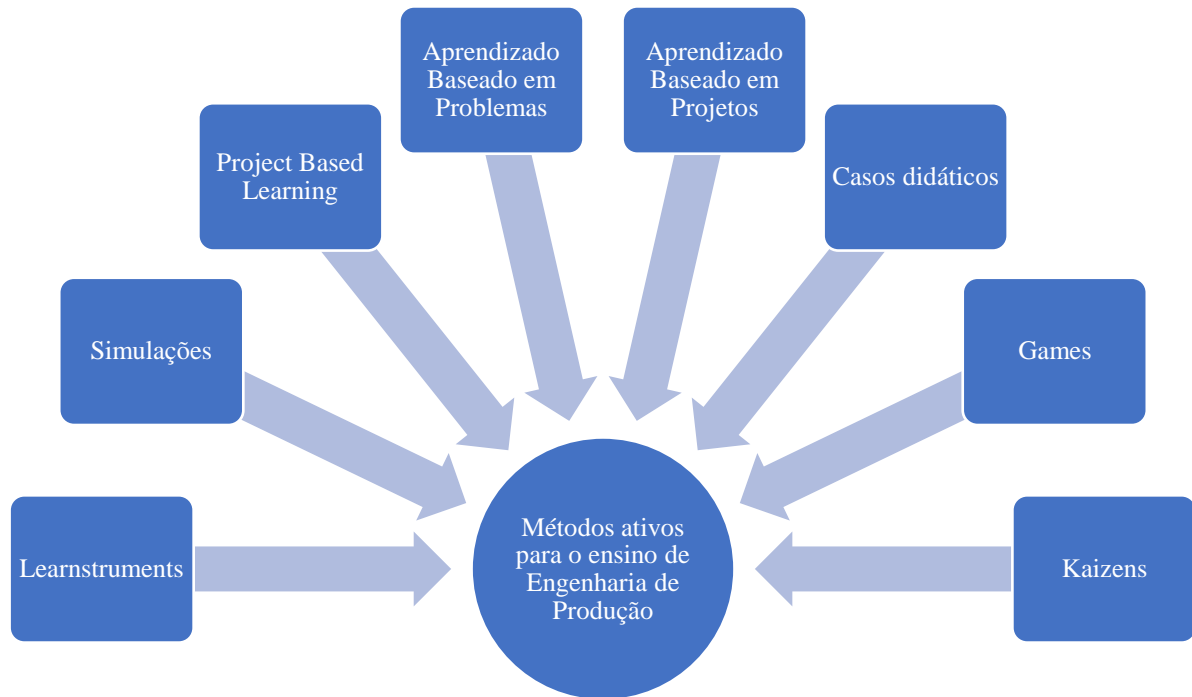 Aprendizado
Baseado em
Problemas
Aprendizado
Baseado em
Projetos
Project Based
Learning
Casos didáticos
Simulações
Games
Learnstruments
Métodos ativos
para o ensino de
Engenharia de
Produção
Kaizens